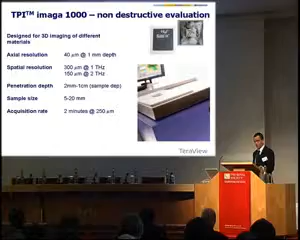 TPI™ imaga 1000 – non destructive evaluation
Designed for 3D imaging of different
materials
Axial resolution 40 µm @ 1 mm depth
Spatial resolution 300 µm @ 1 THz
150 µm @ 2 THz
Penetration depth 2mm-1cm (sample dep)
Sample size 5-20 mm
Acquisition rate 2 minutes @ 250 µm
TeraView